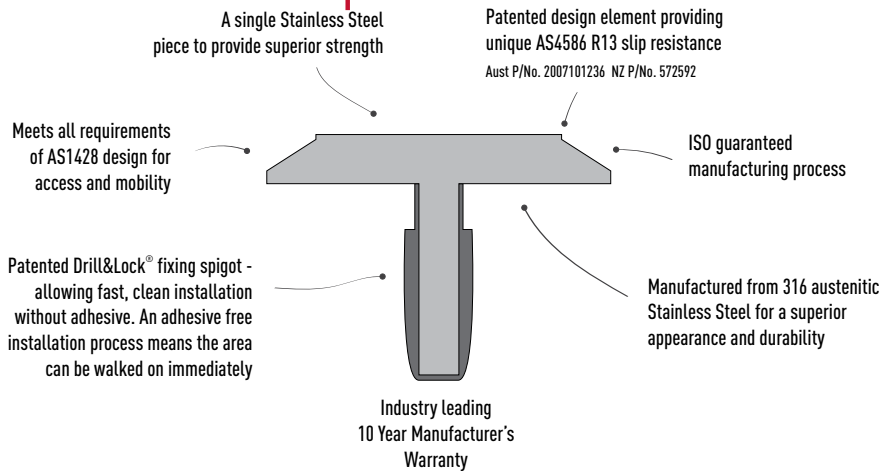 A single Stainless Steel
piece to provide superior strength
Patented design element providing
unique AS4586 R13 slip resistance
Aust P/No. 2007101236 NZ P/No. 572592
Meets all requirements
of AS1428 design for
access and mobility
ISO guaranteed
manufacturing process
Patented Drill&Lock® fixing spigot -
allowing fast, clean installation
without adhesive. An adhesive free
installation process means the area
can be walked on immediately
Manufactured from 316 austenitic
Stainless Steel for a superior
appearance and durability
Industry leading
10 Year Manufacturer's
Warranty